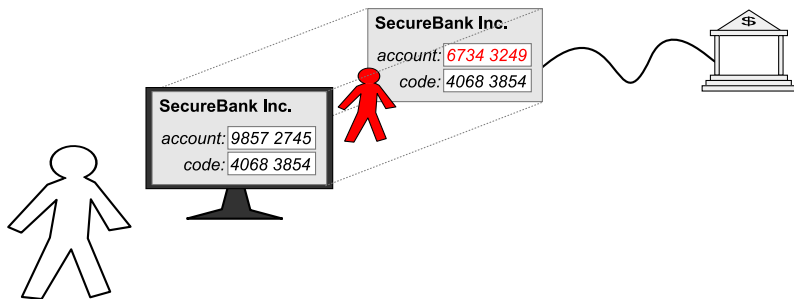 SecureBank Inc.
account: 6734 3249
code: 4068 3854
$
SecureBank Inc.
account: 9857 2745
code: 4068 3854